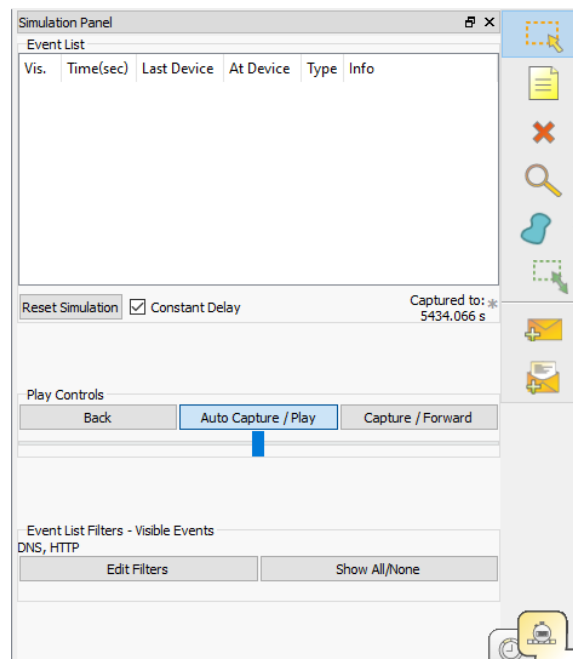 Simulation Panel
Event List
Vis. Time(sec) Last Device At Device Type Info
Reset Simulation Constant Delay Captured to: *
5434.066 s
Play Controls
Back Auto Capture / Play Capture / Forward
Event List Filters - Visible Events
DNS, HTTP
Edit Filters Show All/None